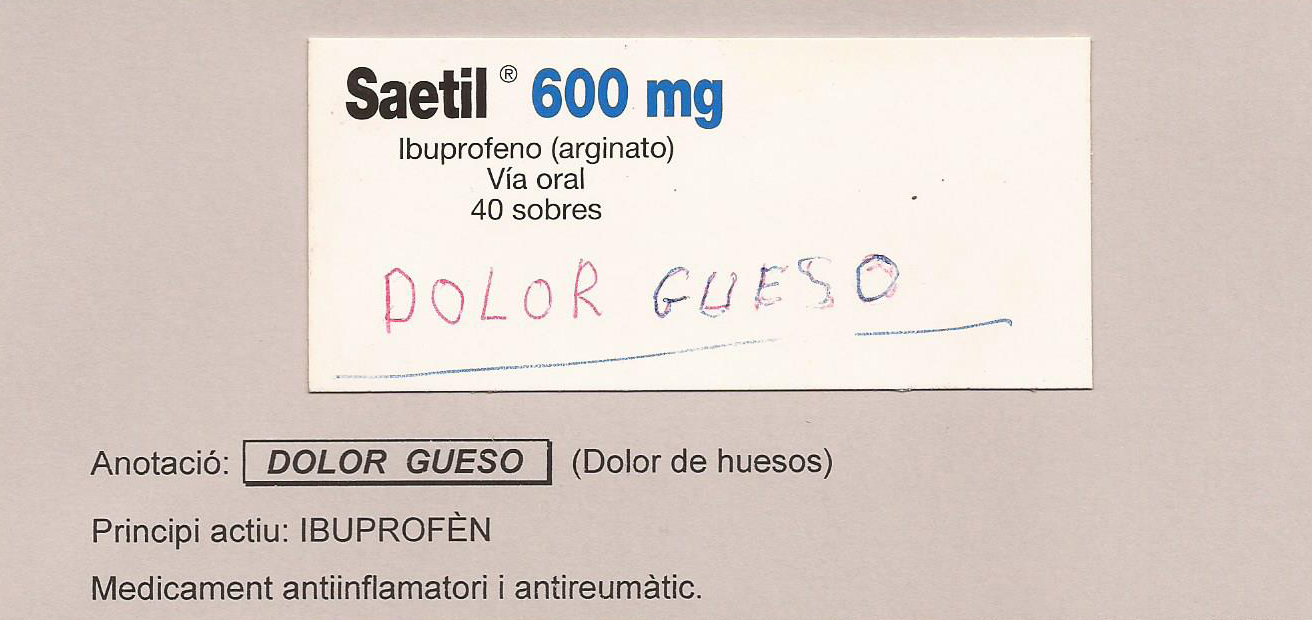 Saetil® 600 mg
Ibuprofeno (arginato)
Vía oral
40 sobres
DOLOR GUESO
Anotació: DOLOR GUESO (Dolor de huesos)
Principi actiu: IBUPROFÈN
Medicament antiinflamatori i antireumàtic.